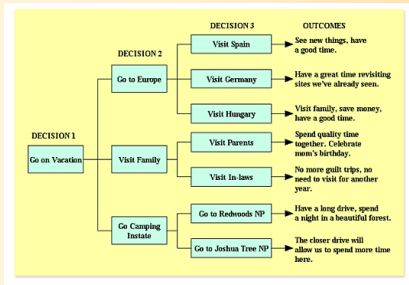 DECISION 3
OUTCOMES
DECISION 2
Visit Spain
See new things, have
a good time.
Go to Europe
Visit Germany
Have a great time revisiting
sites we've already seen.
Visit Hungary
Visit family, save money,
have a good time.
DECISION 1
Go on Vacation
Visit Family
Visit Parents
Spend quality time
together. Celebrate
mom's birthday.
Visit In-laws
No more guilt trips, no
need to visit for another
year.
Go Camping
Instate
Go to Redwoods NP
Have a long drive, spend
a night in a beautiful forest.
Go to Joshua Tree NP
The closer drive will
allow us to spend more time
here.